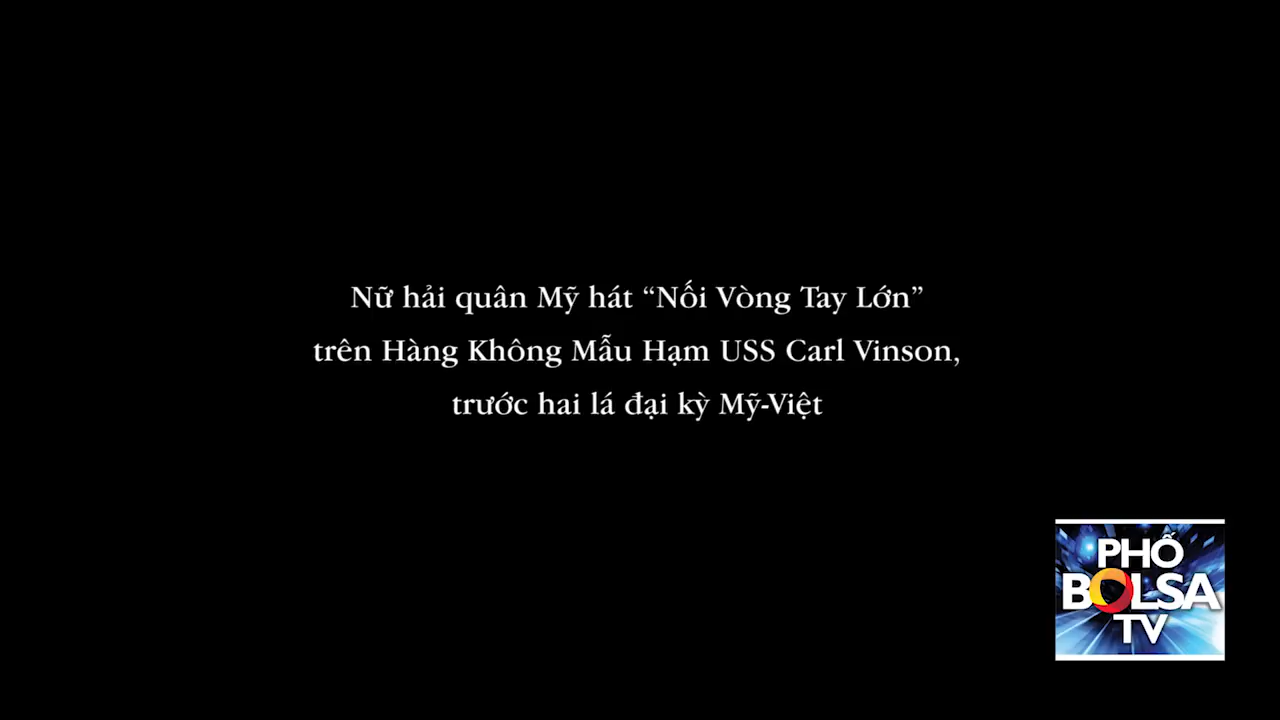 Nữ hải quân Mỹ hát “Nối Vòng Tay Lớn”
trên Hàng Không Mẫu Hạm USS Carl Vinson,
trước hai lá đại kỳ Mỹ-Việt
PHỐ
BOLSA
TV